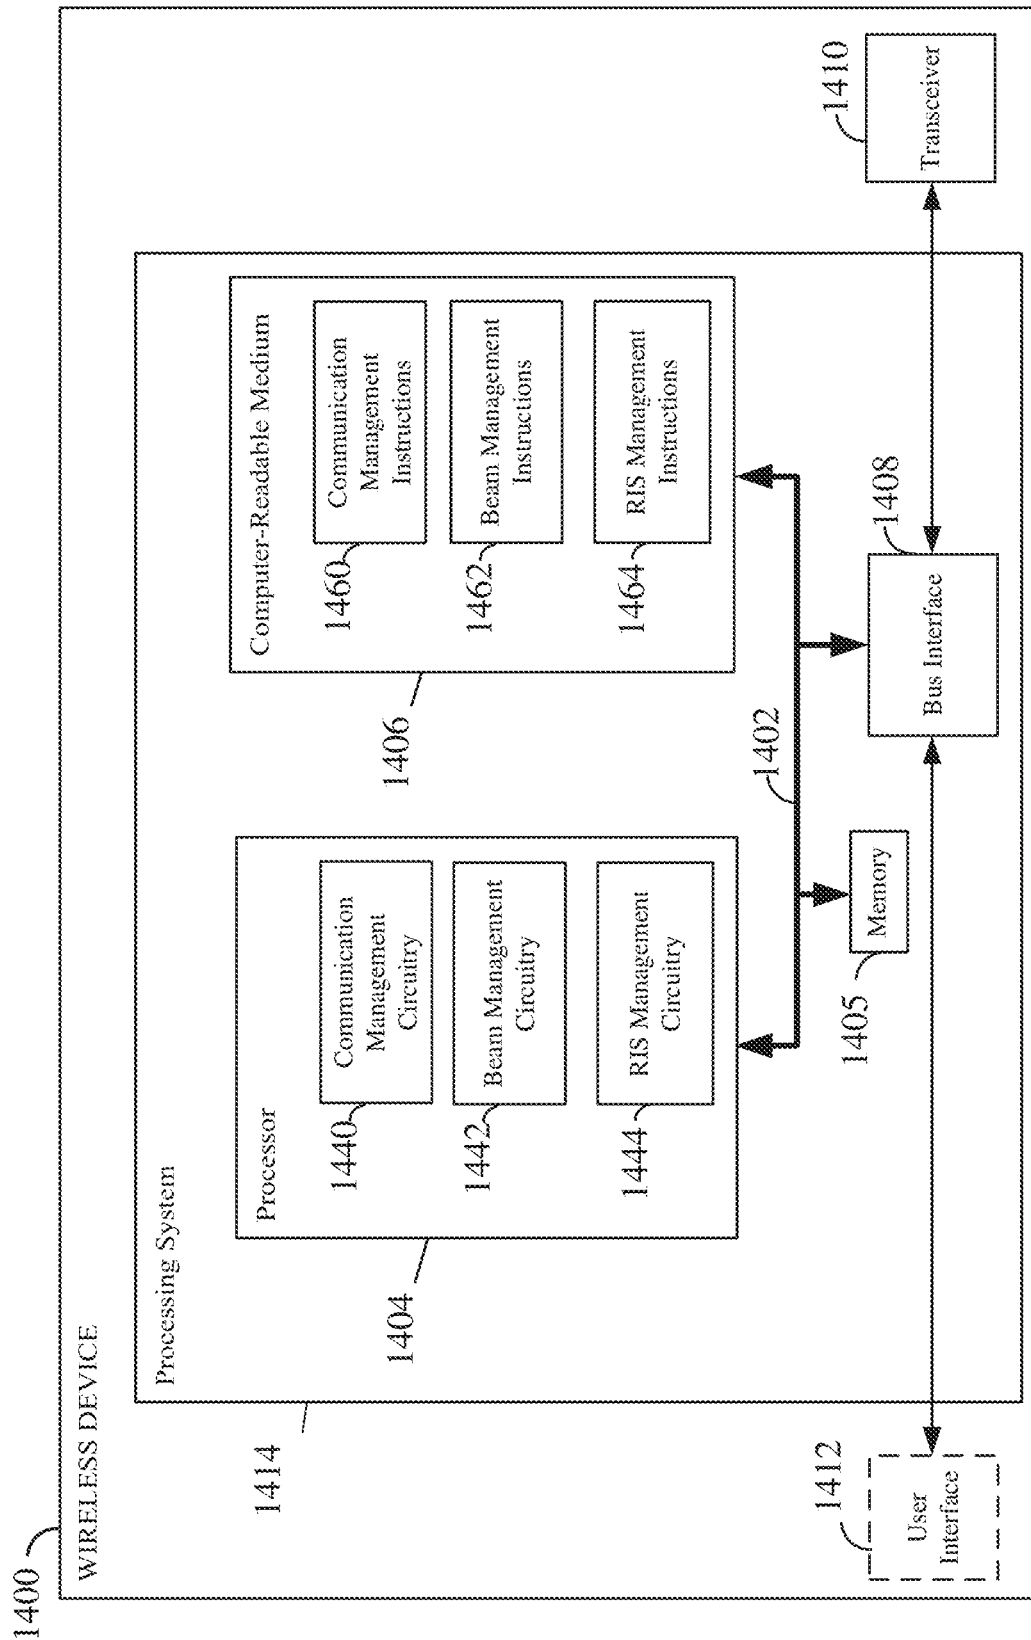 1400
WIRELESS DEVICE
1414
Processing System
1404
Processor
1440
Communication
Management
Circuitry
1442
Beam Management
Circuitry
1444
RIS Management
Circuitry
1406
Computer-Readable Medium
1460
Communication
Management
Instructions
1462
Beam Management
Instructions
1464
RIS Management
Instructions
1402
1405
Memory
1408
Bus Interface
1412
User
Interface
1410
Transceiver